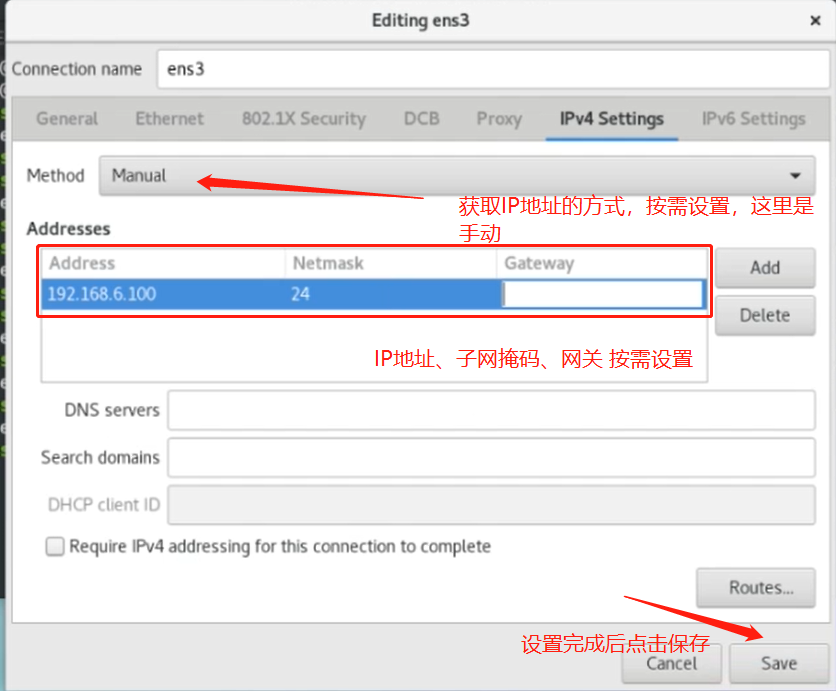 Editing ens3
Connection name ens3
General Ethernet 802.1X Security DCB Proxy IPv4 Settings IPv6 Settings
Method Manual
获取IP地址的方式，按需设置，这里是
手动
Addresses
Address Netmask Gateway Add
192.168.6.100 24
Delete
IP地址、子网掩码、网关 按需设置
DNS servers
Search domains
DHCP client ID
Require IPv4 addressing for this connection to complete
Routes...
设置完成后点击保存
Cancel Save